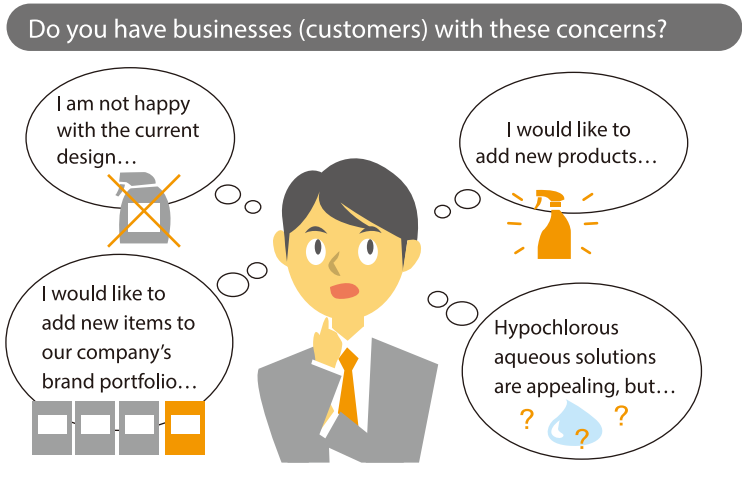 Do you have businesses (customers) with these concerns?
I am not happy
with the current
design…
I would like to
add new products…
I would like to
add new items to
our company’s
brand portfolio…
Hypochlorous
aqueous solutions
are appealing, but…
? ? ?